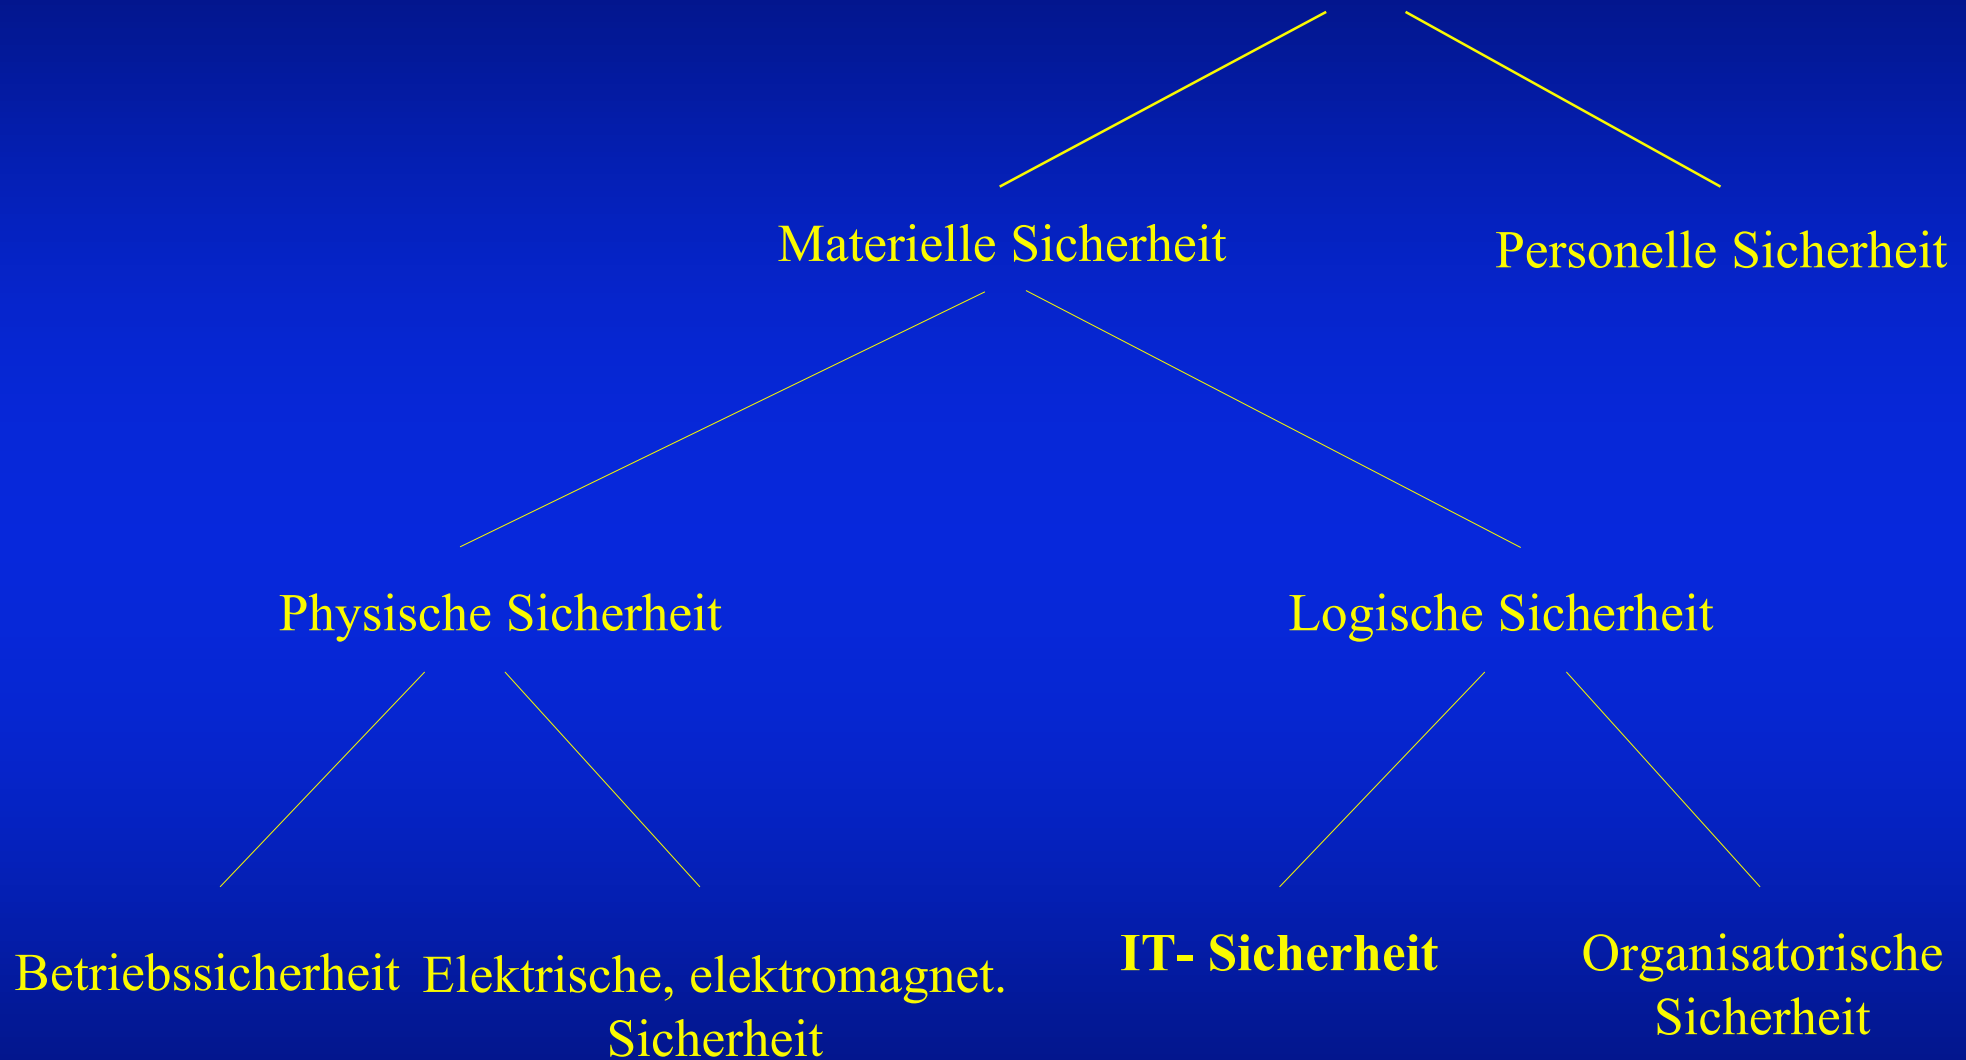 Materielle Sicherheit
Personelle Sicherheit
Physische Sicherheit
Logische Sicherheit
Betriebssicherheit
Elektrische, elektromagnet.
Sicherheit
IT- Sicherheit
Organisatorische
Sicherheit